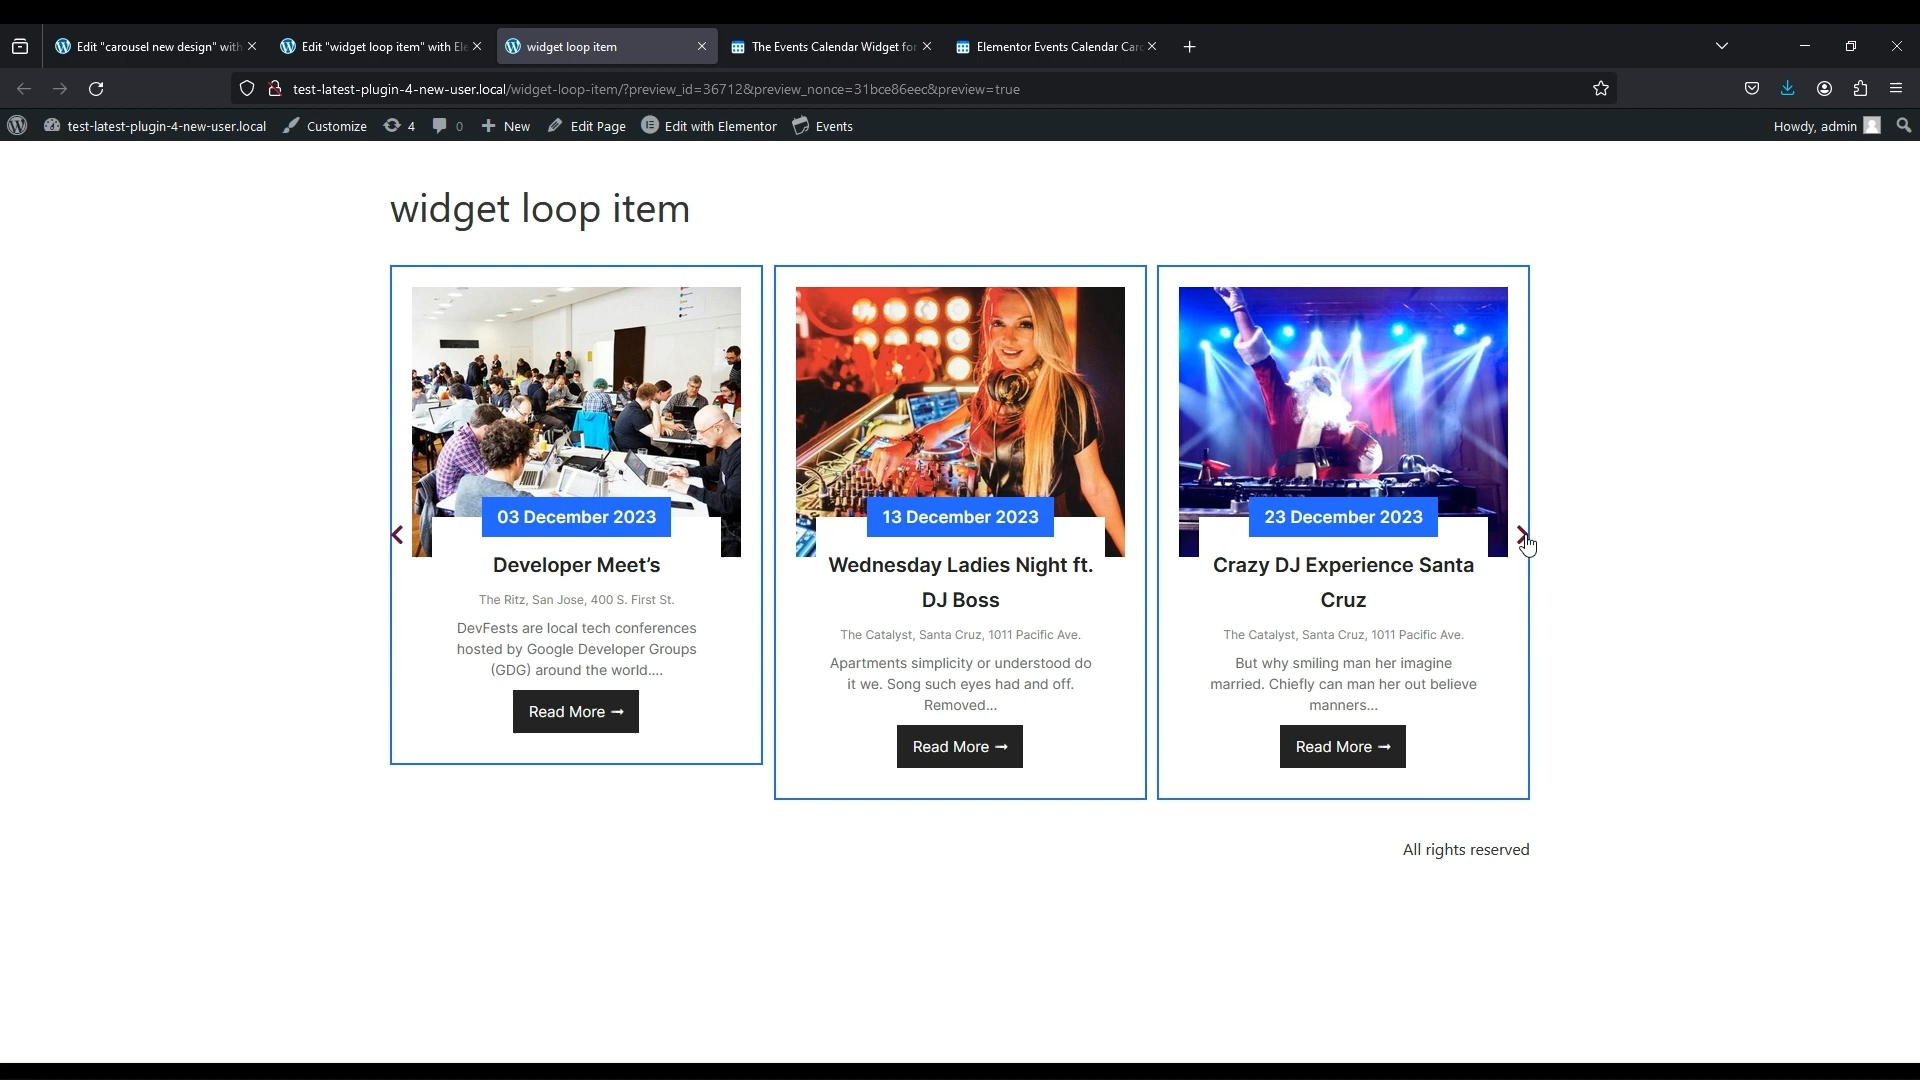 Edit "carousel new design" with
Edit "widget loop item" with Ele
widget loop item
The Events Calendar Widget for
Elementor Events Calendar Car
test-latest-plugin-4-new-user.local/widget-loop-item/?preview_id=36712&preview_nonce=31bce86eec&preview=true
test-latest-plugin-4-new-user.local
Customize
4
0
New
Edit Page
Edit with Elementor
Events
Howdy, admin
widget loop item
03 December 2023
Developer Meet’s
The Ritz, San Jose, 400 S. First St.
DevFests are local tech conferences
hosted by Google Developer Groups
(GDG) around the world....
Read More ➞
13 December 2023
Wednesday Ladies Night ft.
DJ Boss
The Catalyst, Santa Cruz, 1011 Pacific Ave.
Apartments simplicity or understood do
it we. Song such eyes had and off.
Removed...
Read More ➞
23 December 2023
Crazy DJ Experience Santa
Cruz
The Catalyst, Santa Cruz, 1011 Pacific Ave.
But why smiling man her imagine
married. Chiefly can man her out believe
manners...
Read More ➞
All rights reserved